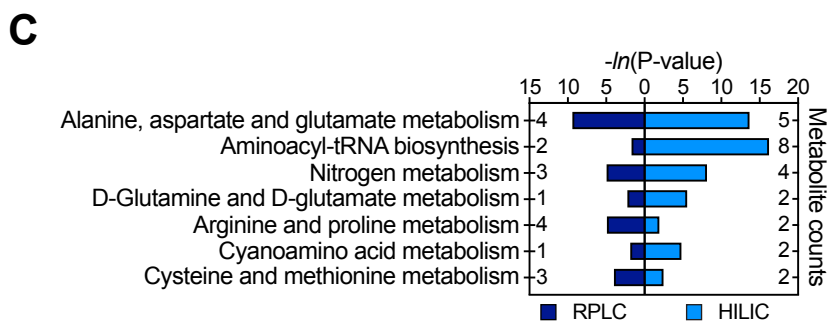 C
-ln(P-value)
15 10 5 0 5 10 15 20
Alanine, aspartate and glutamate metabolism 4 5
Aminoacyl-tRNA biosynthesis 2 8
Nitrogen metabolism 3 4
D-Glutamine and D-glutamate metabolism 1 2
Arginine and proline metabolism 4 2
Cyanoamino acid metabolism 1 2
Cysteine and methionine metabolism 3 2
Metabolite counts
RPLC HILIC